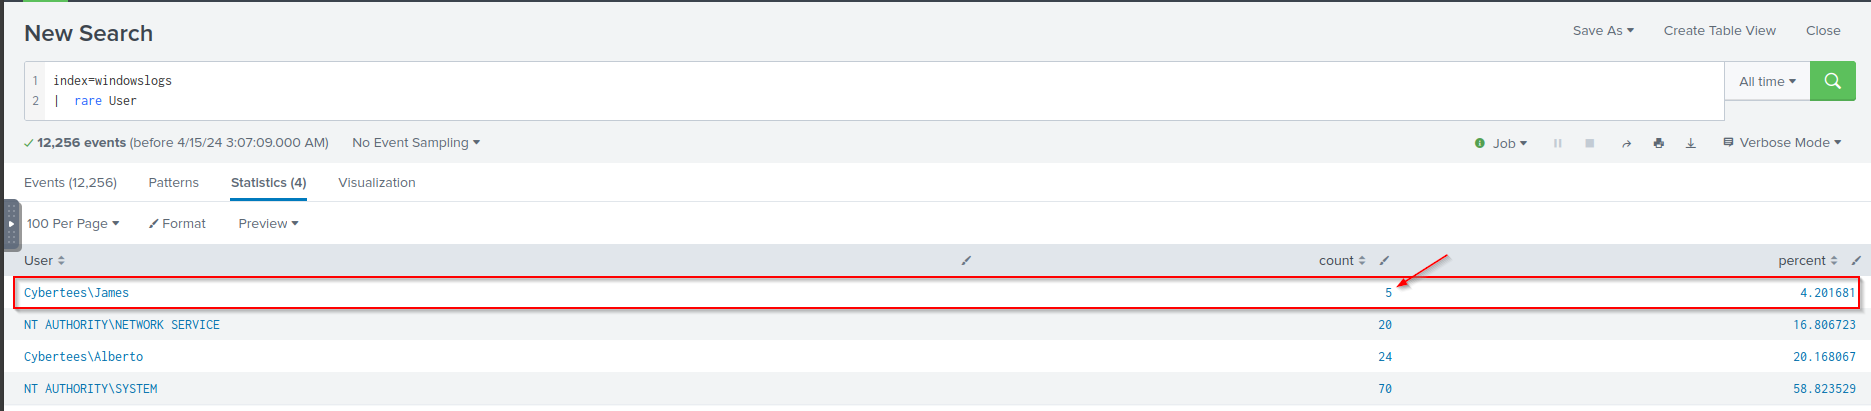 New Search
Save As Create Table View Close
1 index=windowslogs
2 | rare User
All time
12,256 events (before 4/15/24 3:07:09.000 AM) No Event Sampling
Job Verbose Mode
Events (12,256) Patterns Statistics (4) Visualization
100 Per Page Format Preview
User count percent
Cybertees\James 5 4.201681
NT AUTHORITY\NETWORK SERVICE 20 16.806723
Cybertees\Alberto 24 20.168067
NT AUTHORITY\SYSTEM 70 58.823529